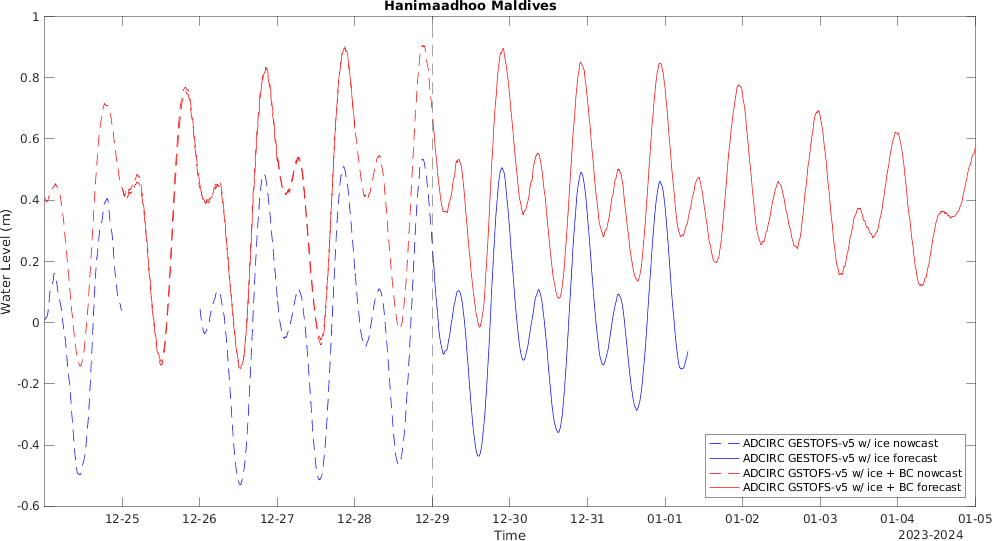 Hanimaadhoo Maldives
1
0.8
0.6
0.4
0.2
0
-0.2
-0.4
-0.6
Water Level (m)
ADCIRC GESTOFS-v5 w/ ice nowcast
ADCIRC GESTOFS-v5 w/ ice forecast
ADCIRC GSTOFS-v5 w/ ice + BC nowcast
ADCIRC GSTOFS-v5 w/ ice + BC forecast
12-25 12-26 12-27 12-28 12-29 12-30 12-31 01-01 01-02 01-03 01-04 01-05
Time
2023-2024